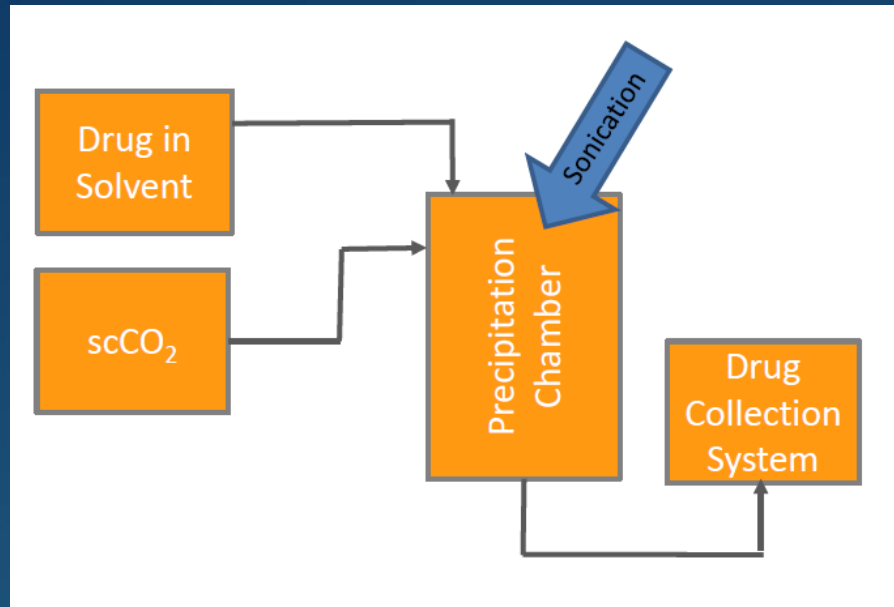 Drug in
Solvent
Sonication
scCO₂
Precipitation
Chamber
Drug
Collection
System